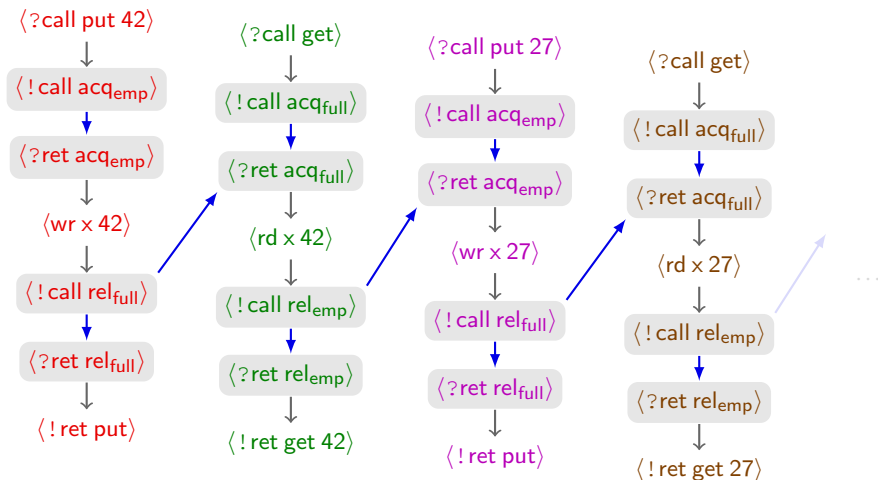 ⟨?call put 42⟩
⟨!call acq_emp⟩
⟨?ret acq_emp⟩
⟨wr x 42⟩
⟨!call rel_full⟩
⟨?ret rel_full⟩
⟨!ret put⟩
⟨?call get⟩
⟨!call acq_full⟩
⟨?ret acq_full⟩
⟨rd x 42⟩
⟨!call rel_emp⟩
⟨?ret rel_emp⟩
⟨!ret get 42⟩
⟨?call put 27⟩
⟨!call acq_emp⟩
⟨?ret acq_emp⟩
⟨wr x 27⟩
⟨!call rel_full⟩
⟨?ret rel_full⟩
⟨!ret put⟩
⟨?call get⟩
⟨!call acq_full⟩
⟨?ret acq_full⟩
⟨rd x 27⟩
⟨!call rel_emp⟩
⟨?ret rel_emp⟩
⟨!ret get 27⟩
...